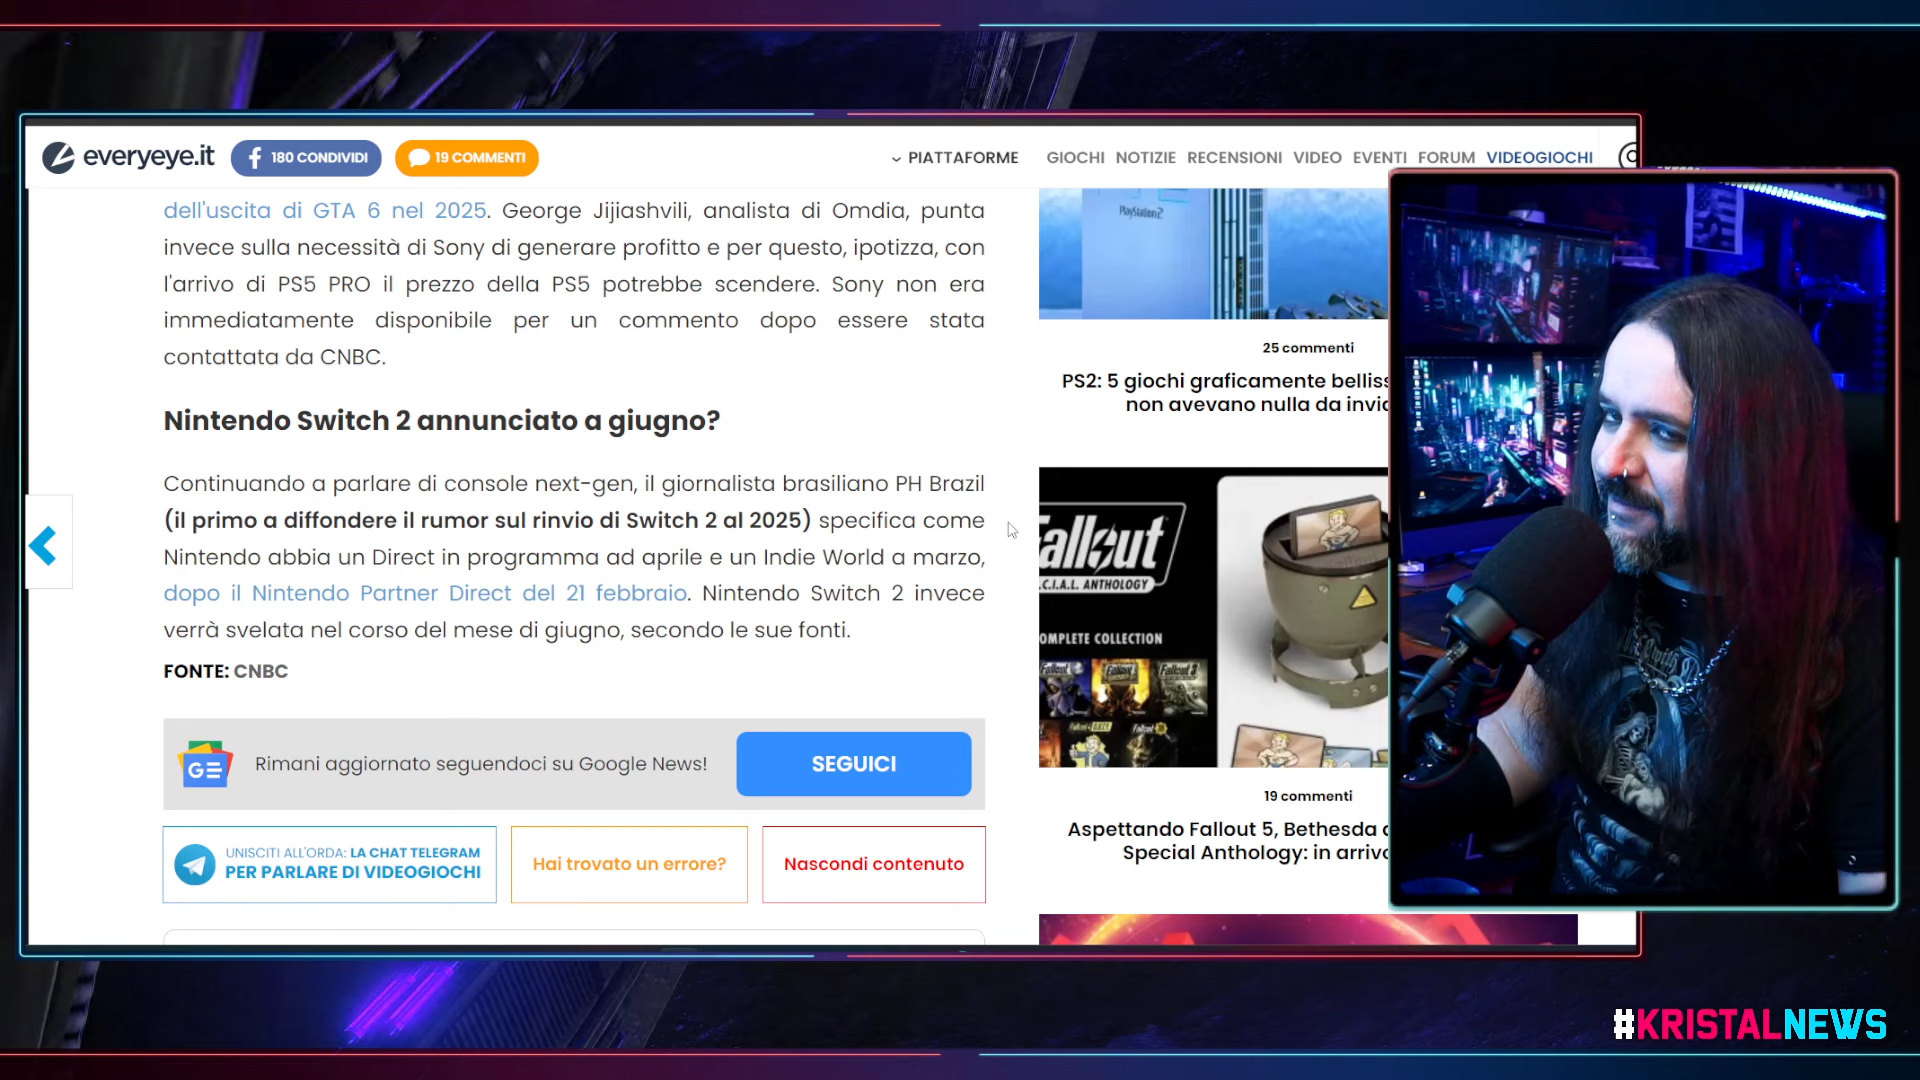 everyeye.it
180 CONDIVIDI
19 COMMENTI
PIATTAFORME
GIOCHI NOTIZIE RECENSIONI VIDEO EVENTI FORUM VIDEOGIOCHI
dell'uscita di GTA 6 nel 2025. George Jijiashvili, analista di Omdia, punta
invece sulla necessità di Sony di generare profitto e per questo, ipotizza, con
l'arrivo di PS5 PRO il prezzo della PS5 potrebbe scendere. Sony non era
immediatamente disponibile per un commento dopo essere stata
contattata da CNBC.
Nintendo Switch 2 annunciato a giugno?
Continuando a parlare di console next-gen, il giornalista brasiliano PH Brazil
(il primo a diffondere il rumor sul rinvio di Switch 2 al 2025) specifica come
Nintendo abbia un Direct in programma ad aprile e un Indie World a marzo,
dopo il Nintendo Partner Direct del 21 febbraio. Nintendo Switch 2 invece
verrà svelata nel corso del mese di giugno, secondo le sue fonti.
FONTE: CNBC
GE
Rimani aggiornato seguendoci su Google News!
SEGUICI
UNISCITI ALL'ORDA: LA CHAT TELEGRAM
PER PARLARE DI VIDEOGIOCHI
Hai trovato un errore?
Nascondi contenuto
PlayStation 2
25 commenti
PS2: 5 giochi graficamente belliss
non avevano nulla da invid
allout
.C.I.A.L. ANTHOLOGY
OMPLETE COLLECTION
19 commenti
Aspettando Fallout 5, Bethesda
Special Anthology: in arrivo
#KRISTALNEWS